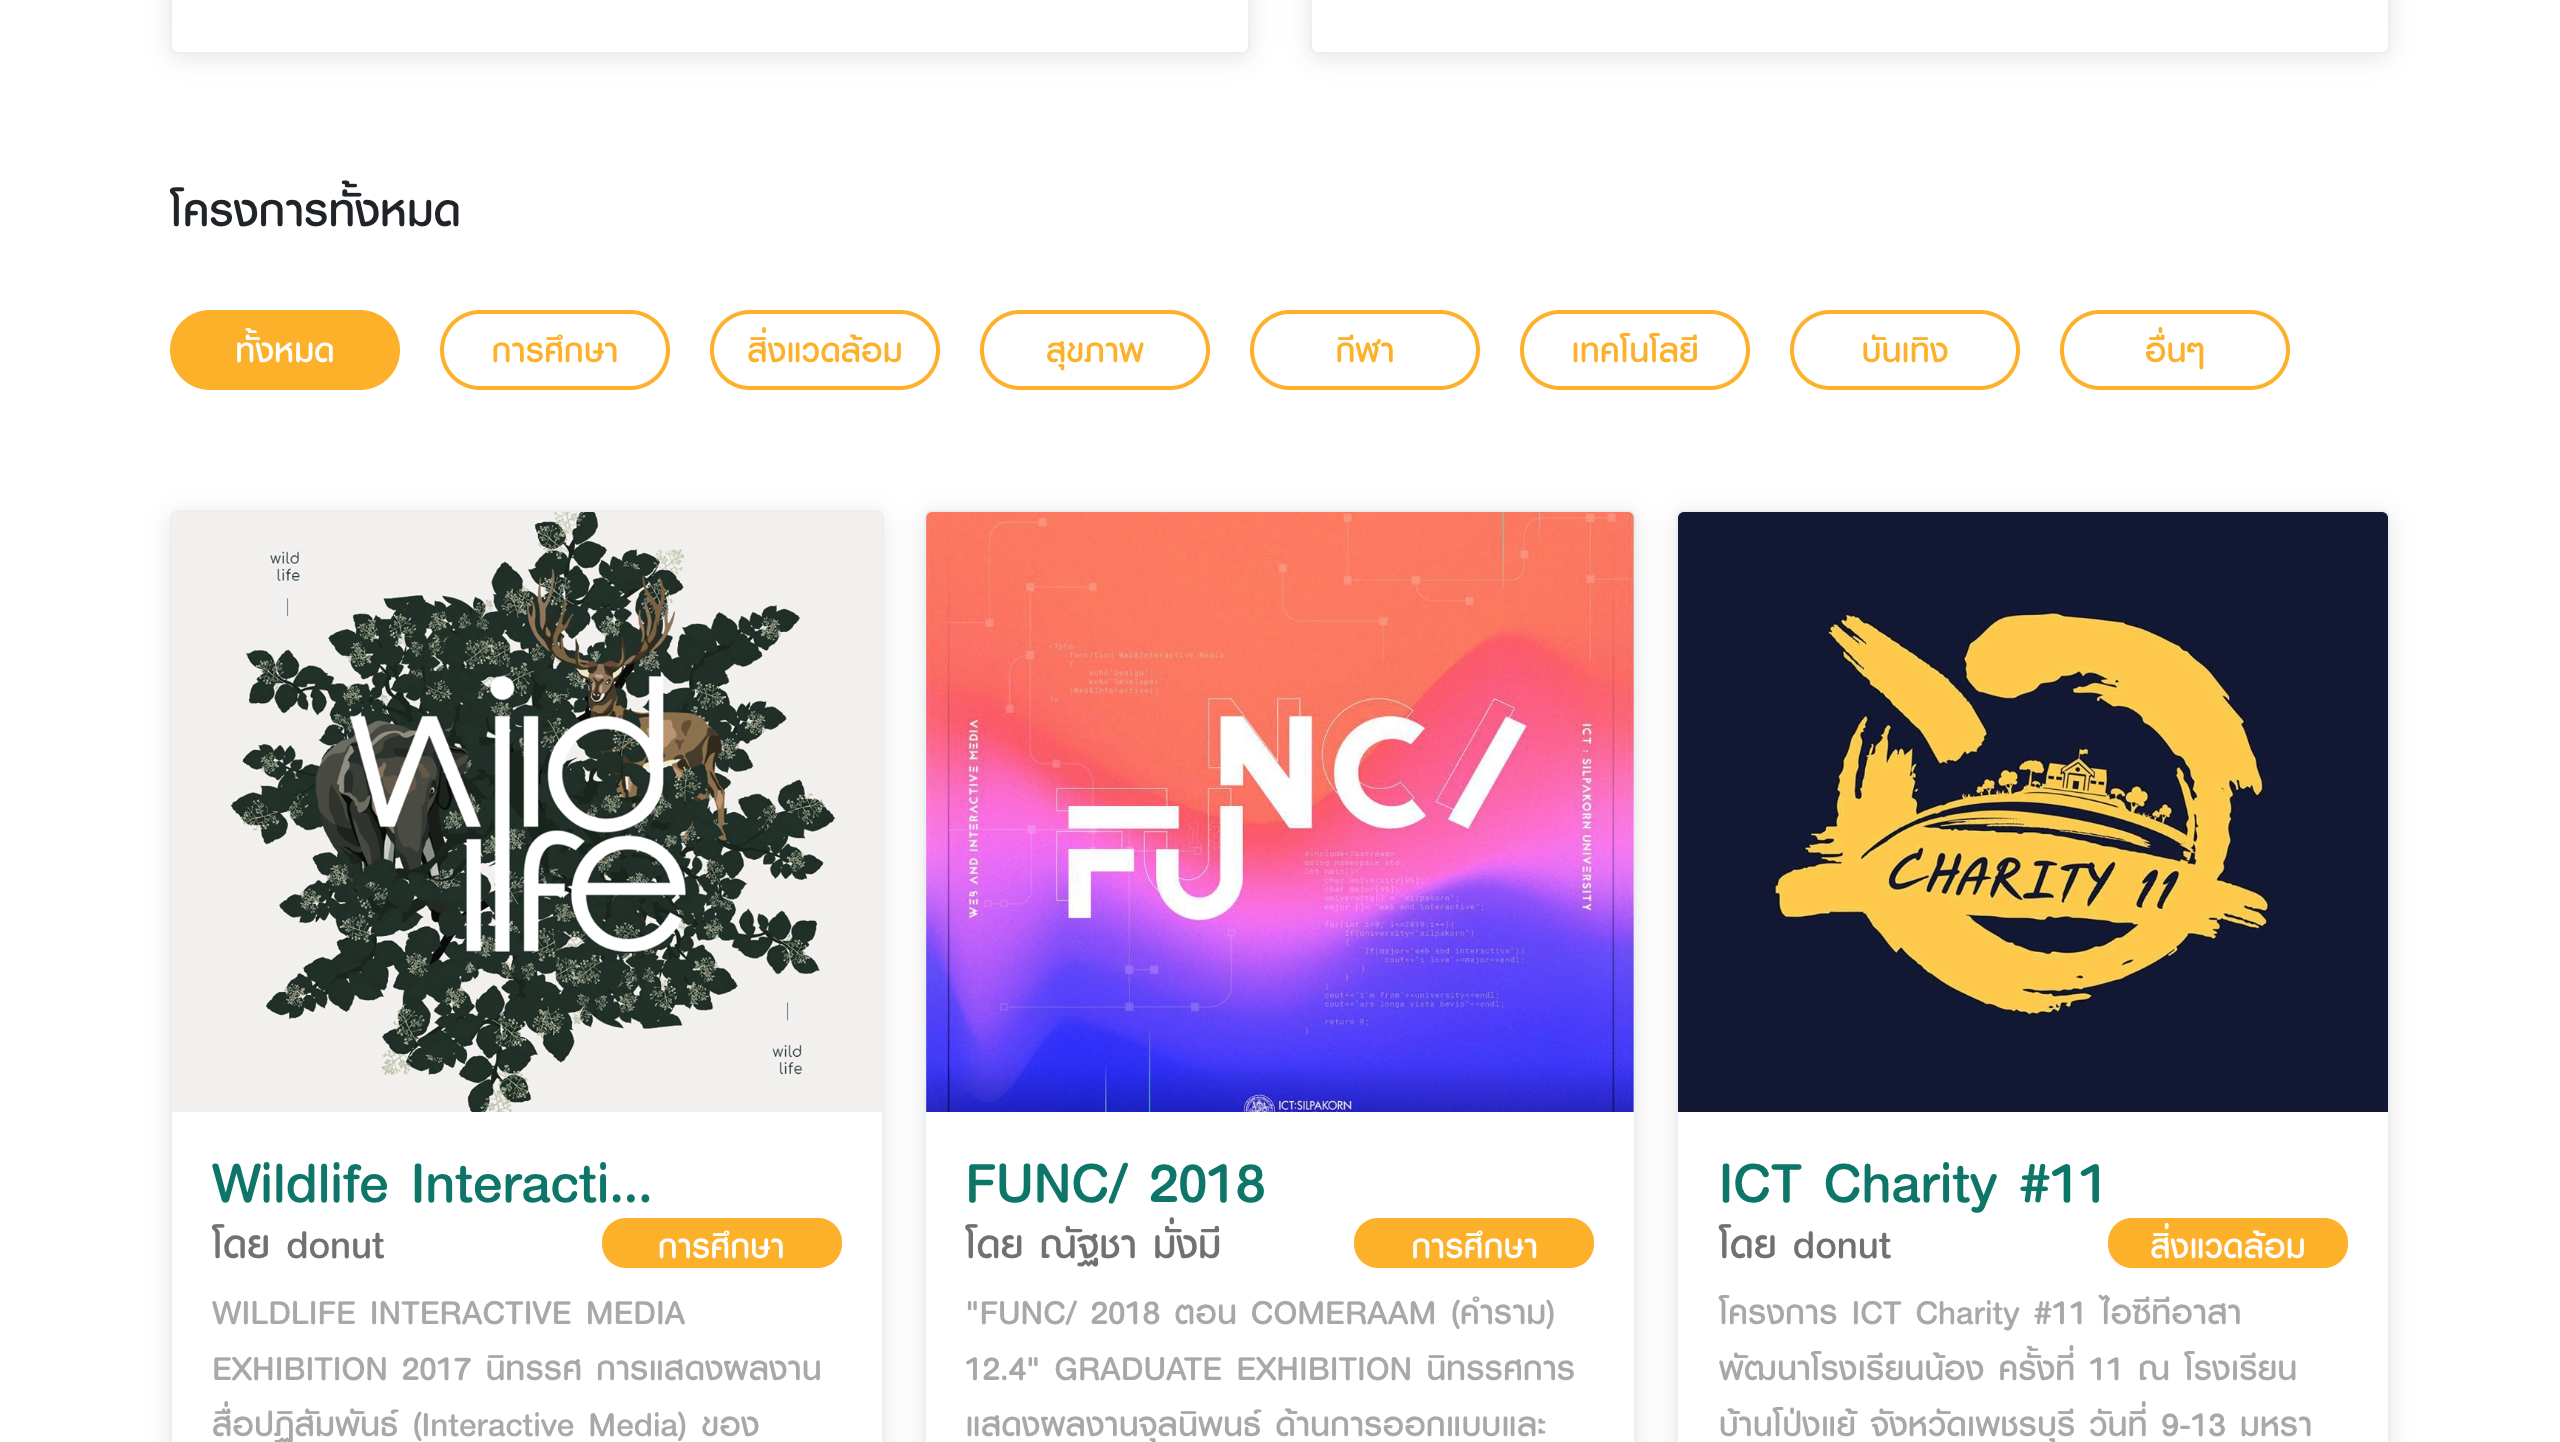 โครงการทั้งหมด
ทั้งหมด
การศึกษา
สิ่งแวดล้อม
สุขภาพ
กีฬา
เทคโนโลยี
บันเทิง
อื่นๆ
wild
life
wild
life
wild
life
WEB AND INTERACTIVE MEDIA
FUNC/
ICT : SILPAKORN UNIVERSITY
ICT:SILPAKORN
CHARITY 11
Wildlife Interacti...
โดย donut
การศึกษา
WILDLIFE INTERACTIVE MEDIA
EXHIBITION 2017 นิทรรศ การแสดงผลงาน
สื่อปฏิสัมพันธ์ (Interactive Media) ของ
FUNC/ 2018
โดย ณัฐชา มั่งมี
การศึกษา
"FUNC/ 2018 ตอน COMERAAM (คำราม)
12.4" GRADUATE EXHIBITION นิทรรศการ
แสดงผลงานจุลนิพนธ์ ด้านการออกแบบและ
ICT Charity #11
โดย donut
สิ่งแวดล้อม
โครงการ ICT Charity #11 ไอซีทีอาสา
พัฒนาโรงเรียนน้อง ครั้งที่ 11 ณ โรงเรียน
บ้านโป่งแย้ จังหวัดเพชรบุรี วันที่ 9-13 มหรา